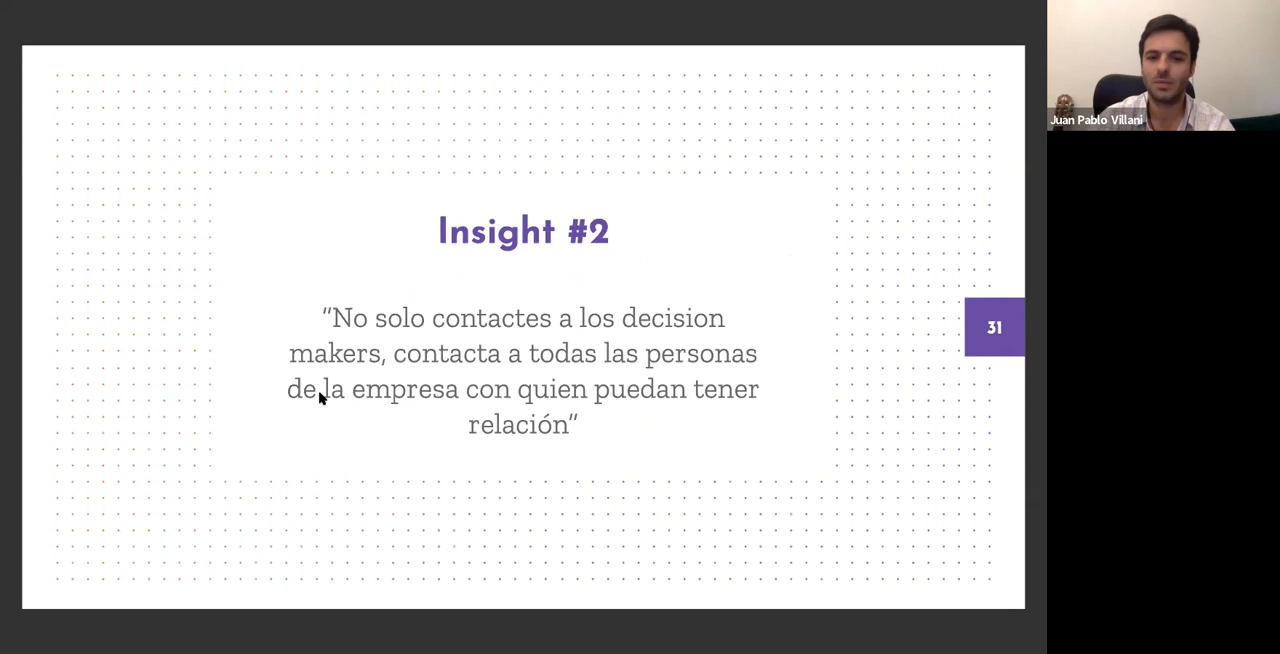 Insight #2
“No solo contactes a los decision
makers, contacta a todas las personas
de la empresa con quien puedan tener
relación”
31
Juan Pablo Villani